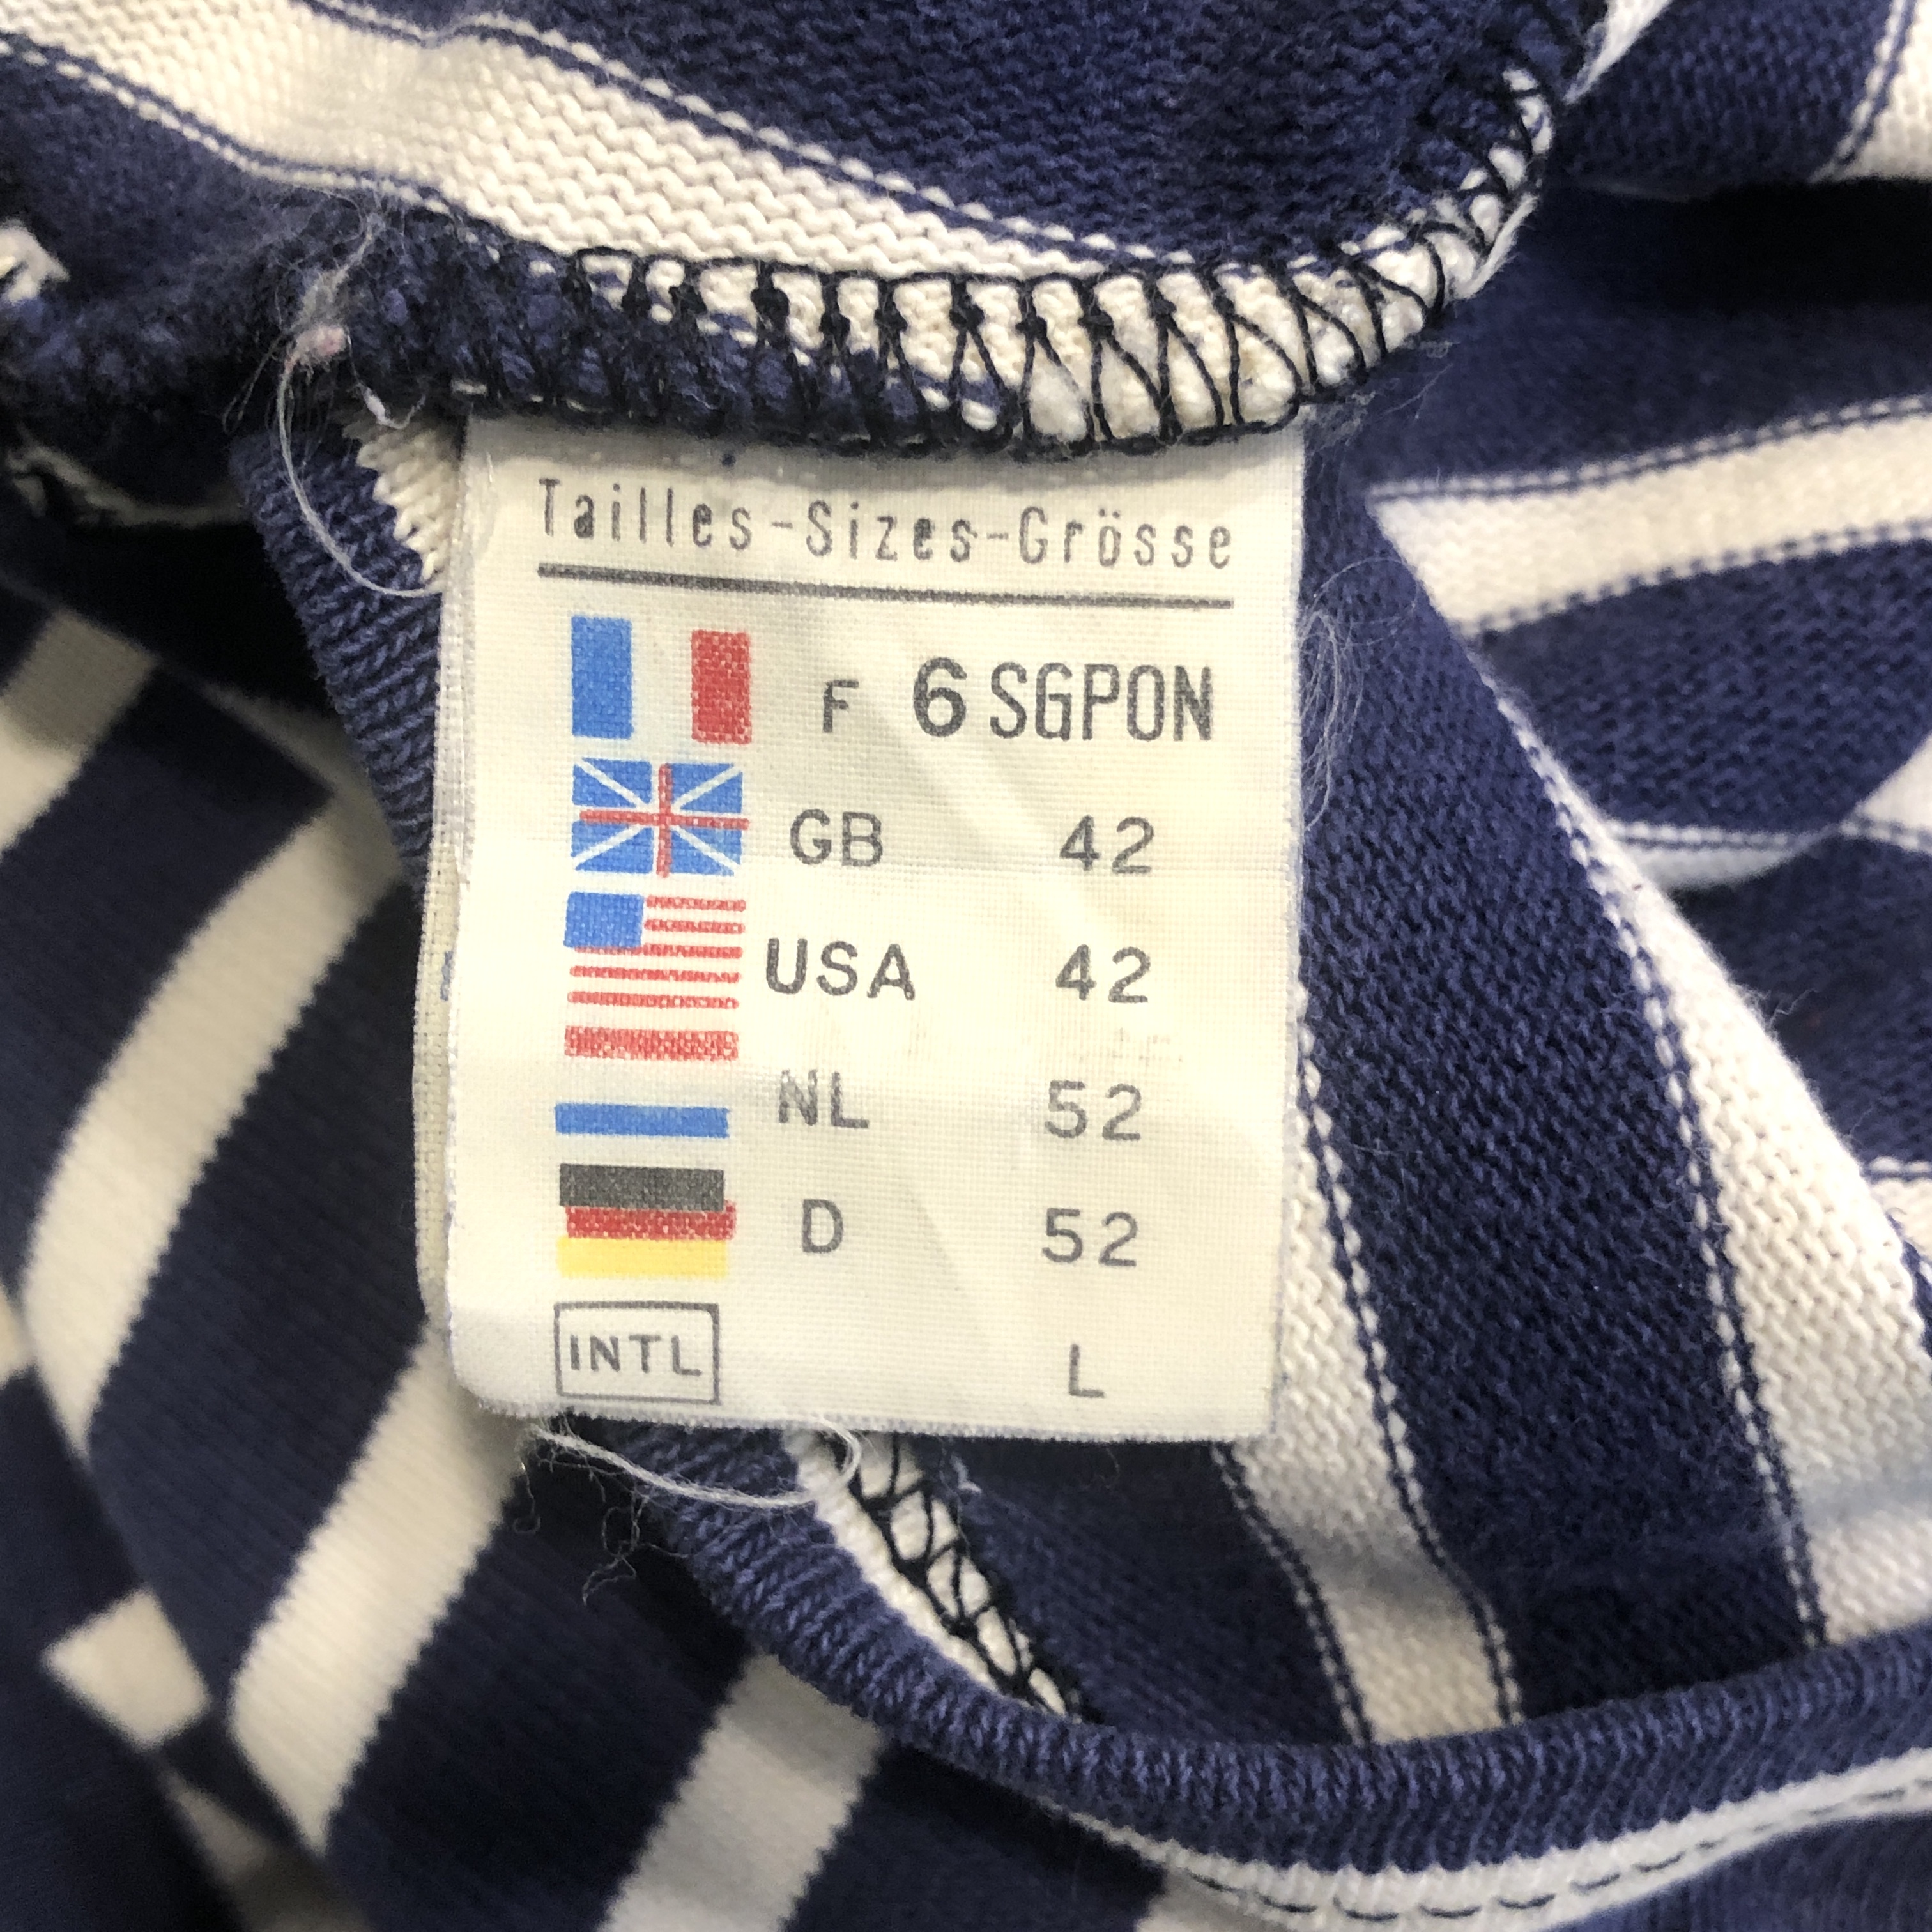 Tailles-Sizes-Grösse
F 6 SGPON
GB 42
USA 42
NL 52
D 52
INTL L